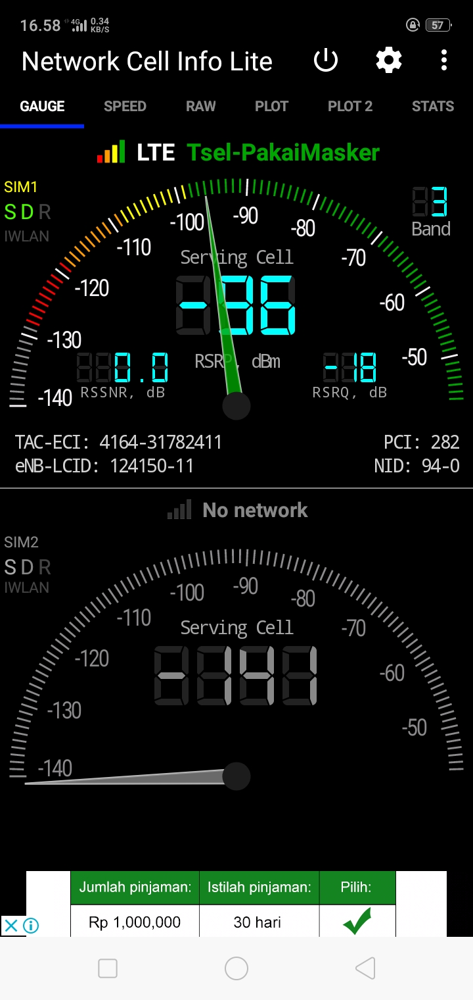 16.58 4G 0.34 KB/S 57
Network Cell Info Lite
GAUGE SPEED RAW PLOT PLOT 2 STATS
LTE Tsel-PakaiMasker
SIM1
S D R
IWLAN
3
Band
-140 -130 -120 -110 -100 -90 -80 -70 -60 -50
Serving Cell
-96
RSRP, dBm
0.0
RSSNR, dB
-18
RSRQ, dB
TAC-ECI: 4164-31782411 PCI: 282
eNB-LCID: 124150-11 NID: 94-0
No network
SIM2
S D R
IWLAN
-140 -130 -120 -110 -100 -90 -80 -70 -60 -50
Serving Cell
-141
Jumlah pinjaman: Istilah pinjaman: Pilih:
Rp 1,000,000 30 hari